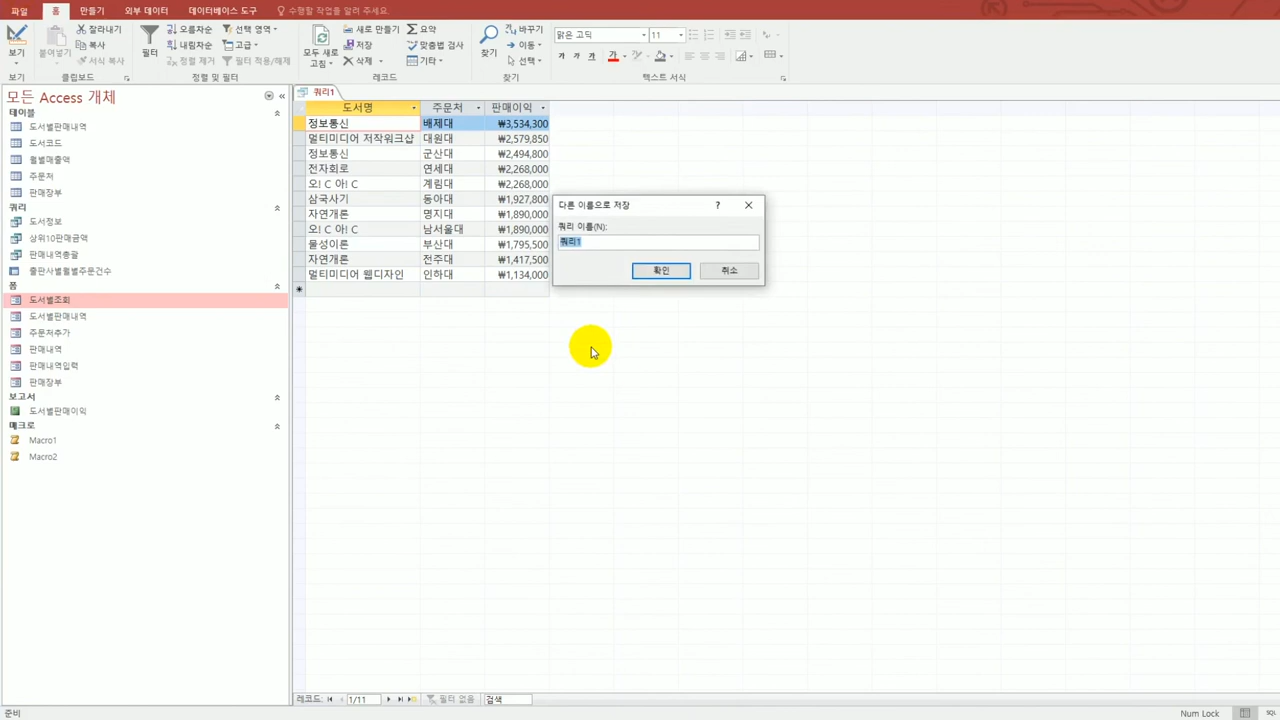 파일 홈 만들기 외부 데이터 데이터베이스 도구 수행할 작업을 알려 주세요.
보기
붙여넣기
잘라내기
복사
서식 복사
필터
오름차순
내림차순
정렬 제거
선택 영역
고급
필터 적용/해제
모두 새로 고침
새로 만들기
저장
삭제
요약
맞춤법 검사
기타
찾기
바꾸기
이동
선택
맑은 고딕 11
가 가 가 가
보기 클립보드 정렬 및 필터 레코드 찾기 텍스트 서식
모든 Access 개체
테이블
도서별판매내역
도서코드
월별매출액
주문처
판매장부
쿼리
도서정보
상위10판매금액
판매내역총괄
출판사별월별주문건수
폼
도서별조회
도서별판매내역
주문처추가
판매내역
판매내역입력
판매장부
보고서
도서별판매이익
매크로
Macro1
Macro2
쿼리1
도서명 주문처 판매이익
정보통신 배제대 ₩3,534,300
멀티미디어 저작워크샵 대원대 ₩2,579,850
정보통신 군산대 ₩2,494,800
전자회로 연세대 ₩2,268,000
오! C 아! C 계림대 ₩2,268,000
삼국사기 동아대 ₩1,927,800
자연개론 명지대 ₩1,890,000
오! C 아! C 남서울대 ₩1,890,000
물성이론 부산대 ₩1,795,500
자연개론 전주대 ₩1,417,500
멀티미디어 웹디자인 인하대 ₩1,134,000
다른 이름으로 저장 ?
쿼리 이름(N):
쿼리1
확인 취소
레코드: 1/11 필터 없음 검색
준비 Num Lock SQL